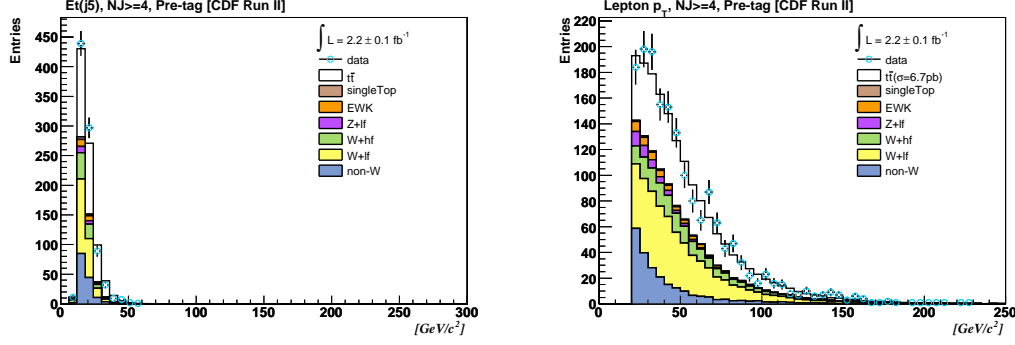 Et(j5), NJ>=4, Pre-tag [CDF Run II]
Entries
450
400
350
300
250
200
150
100
50
0
0 50 100 150 200 250 300
[GeV/c²]
∫ L = 2.2 ± 0.1 fb⁻¹
data
tt̄
singleTop
EWK
Z+lf
W+hf
W+lf
non-W
Lepton p_T, NJ>=4, Pre-tag [CDF Run II]
Entries
220
200
180
160
140
120
100
80
60
40
20
0
0 50 100 150 200 250
[GeV/c²]
∫ L = 2.2 ± 0.1 fb⁻¹
data
tt̄(σ=6.7pb)
singleTop
EWK
Z+lf
W+hf
W+lf
non-W